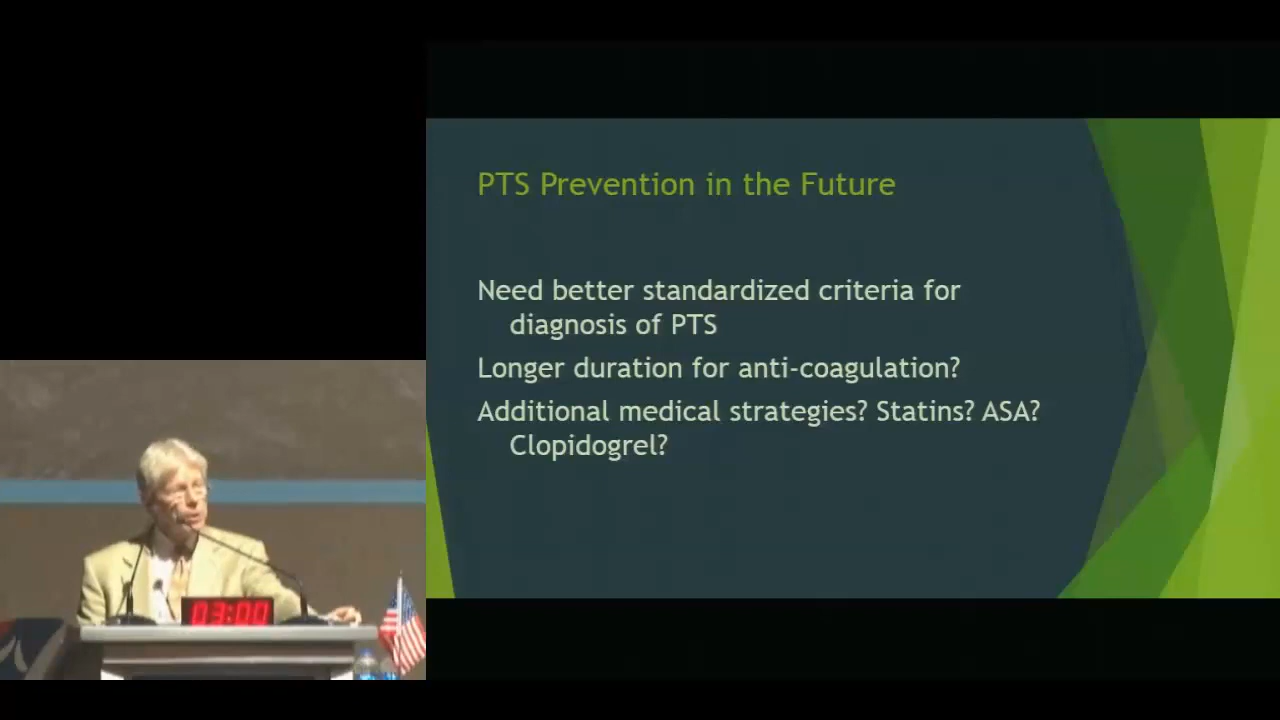 PTS Prevention in the Future
Need better standardized criteria for
diagnosis of PTS
Longer duration for anti-coagulation?
Additional medical strategies? Statins? ASA?
Clopidogrel?
03:00